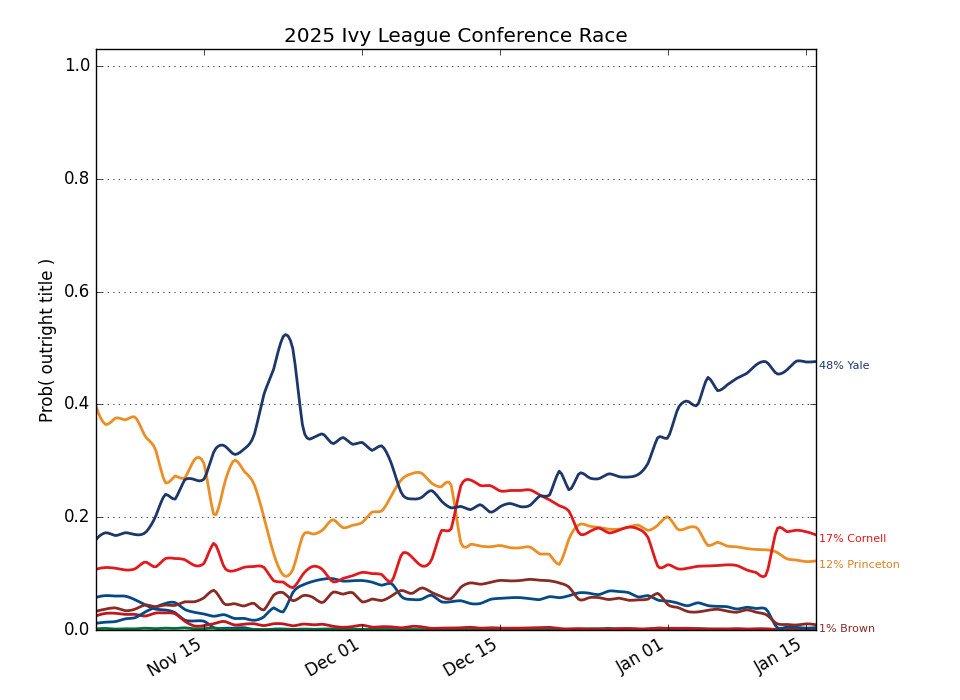 2025 Ivy League Conference Race
Prob( outright title )
1.0
0.8
0.6
0.4
0.2
0.0
48% Yale
17% Cornell
12% Princeton
1% Brown
Nov 15
Dec 01
Dec 15
Jan 01
Jan 15